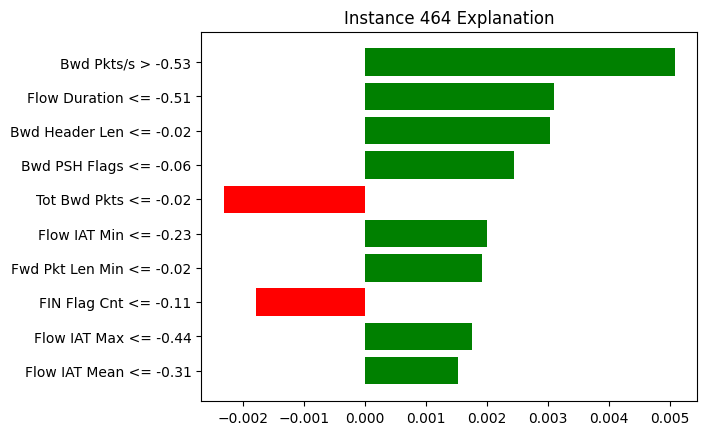 Instance 464 Explanation
Bwd Pkts/s > -0.53
Flow Duration <= -0.51
Bwd Header Len <= -0.02
Bwd PSH Flags <= -0.06
Tot Bwd Pkts <= -0.02
Flow IAT Min <= -0.23
Fwd Pkt Len Min <= -0.02
FIN Flag Cnt <= -0.11
Flow IAT Max <= -0.44
Flow IAT Mean <= -0.31
−0.002 −0.001 0.000 0.001 0.002 0.003 0.004 0.005